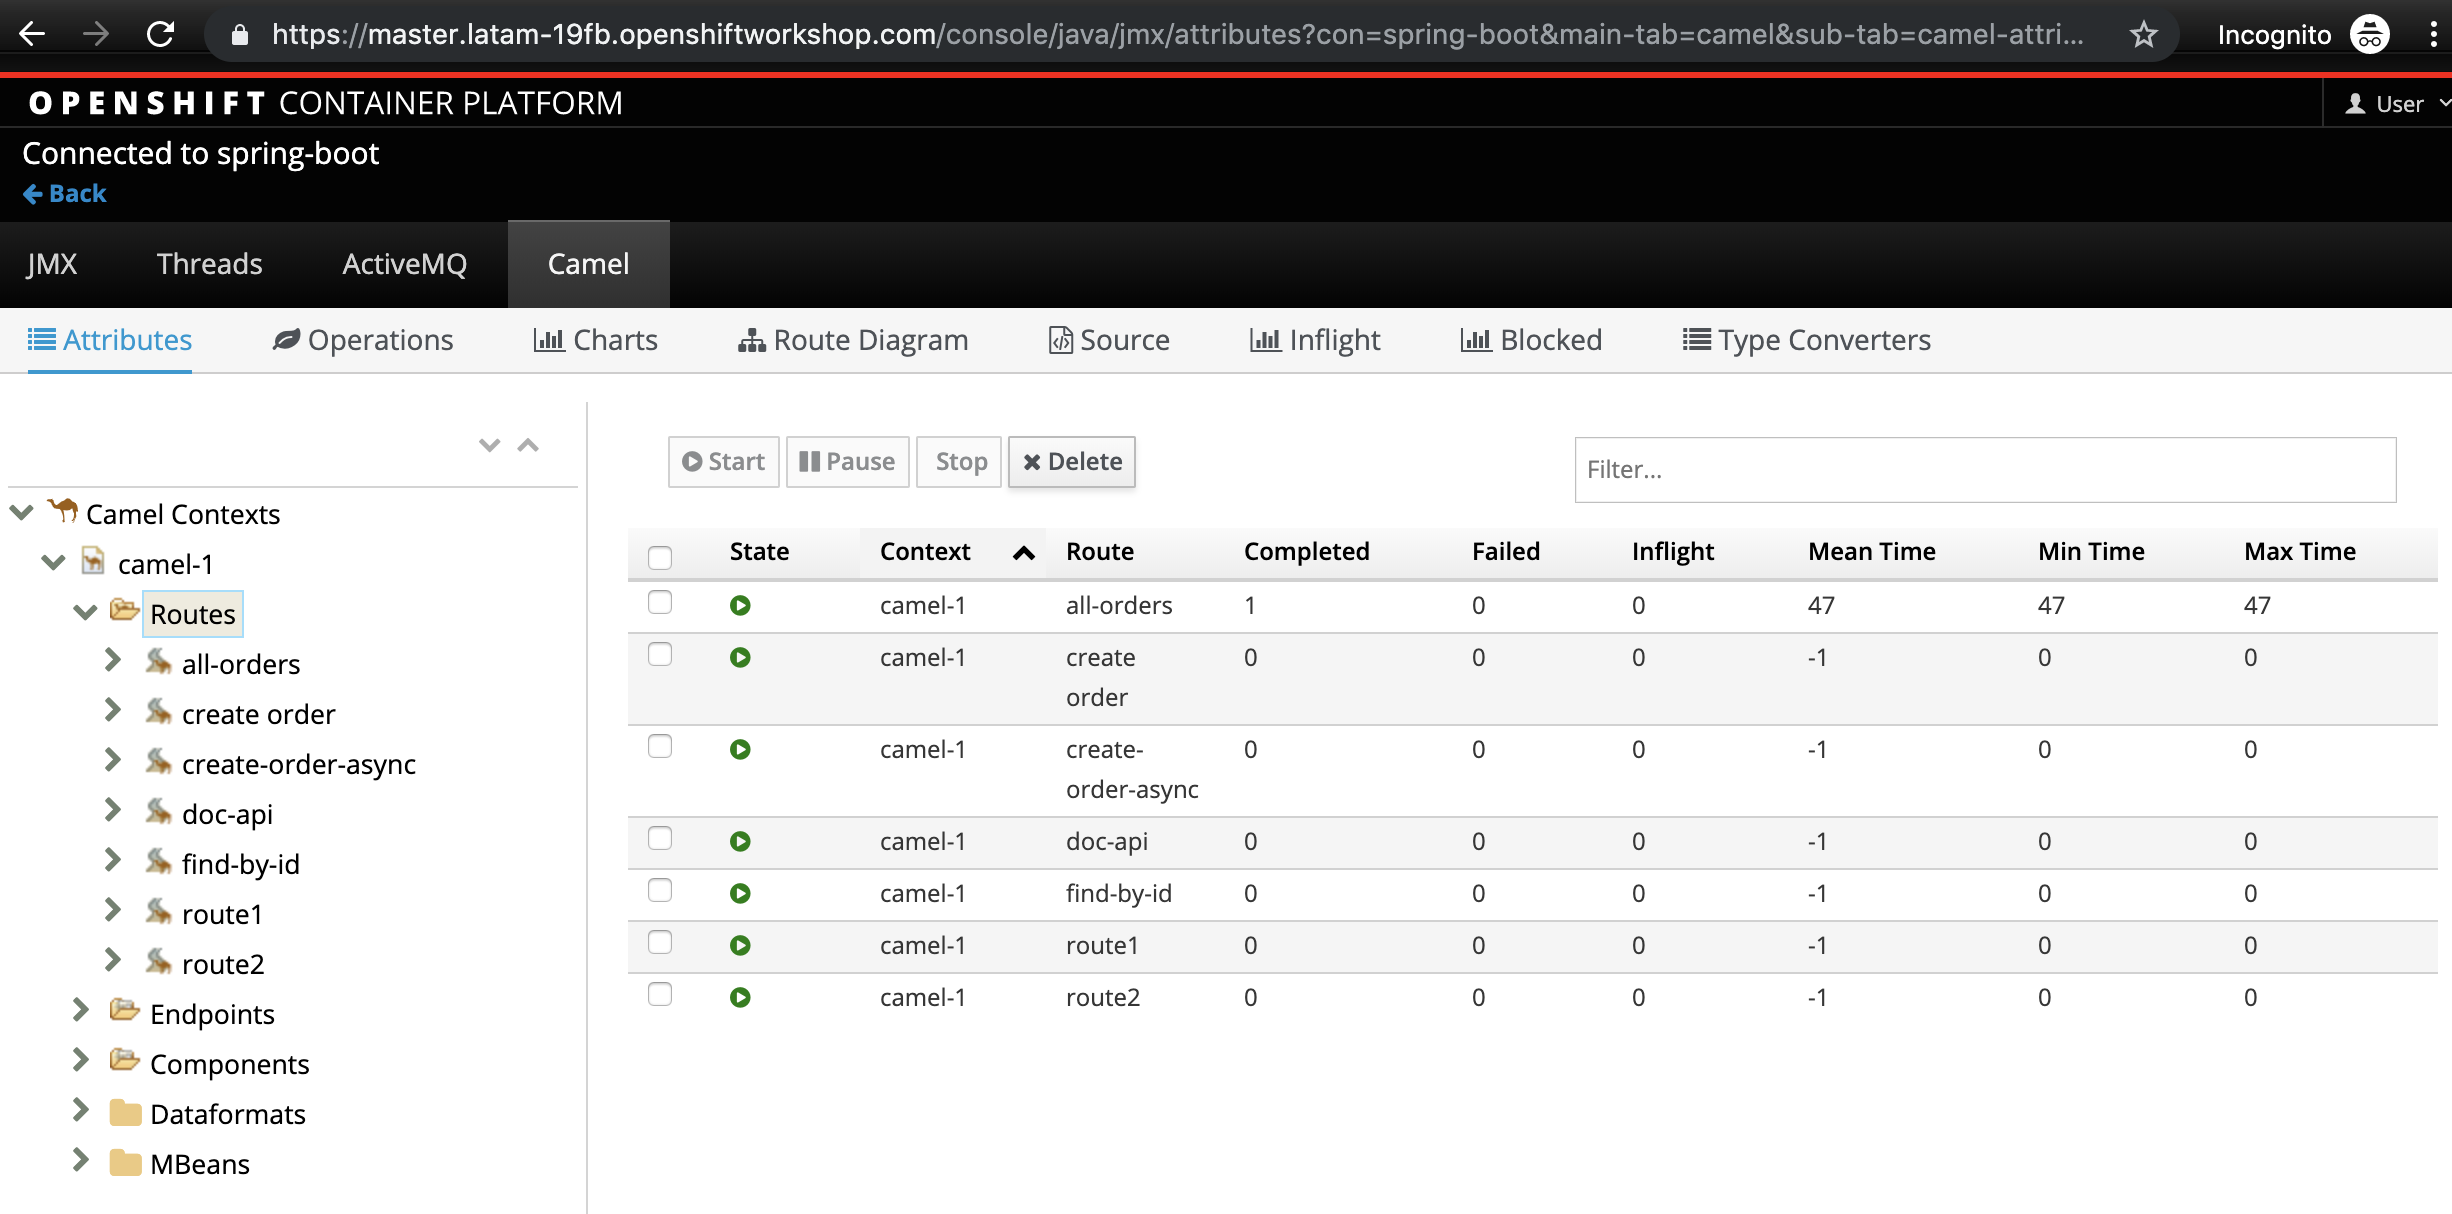 https://master.latam-19fb.openshiftworkshop.com/console/java/jmx/attributes?con=spring-boot&main-tab=camel&sub-tab=camel-attri...
Incognito
OPENSHIFT CONTAINER PLATFORM
User
Connected to spring-boot
Back
JMX Threads ActiveMQ Camel
Attributes Operations Charts Route Diagram Source Inflight Blocked Type Converters
Start Pause Stop Delete
Filter...
Camel Contexts
camel-1
Routes
all-orders
create order
create-order-async
doc-api
find-by-id
route1
route2
Endpoints
Components
Dataformats
MBeans
State Context Route Completed Failed Inflight Mean Time Min Time Max Time
camel-1 all-orders 1 0 0 47 47 47
camel-1 create 0 0 0 -1 0 0
order
camel-1 create- 0 0 0 -1 0 0
order-async
camel-1 doc-api 0 0 0 -1 0 0
camel-1 find-by-id 0 0 0 -1 0 0
camel-1 route1 0 0 0 -1 0 0
camel-1 route2 0 0 0 -1 0 0